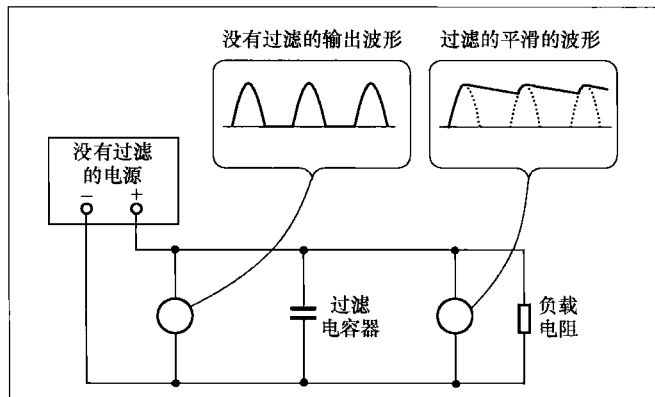 没有过滤的输出波形
过滤的平滑的波形
没有过滤
的电源
− +
过滤
电容器
负载
电阻